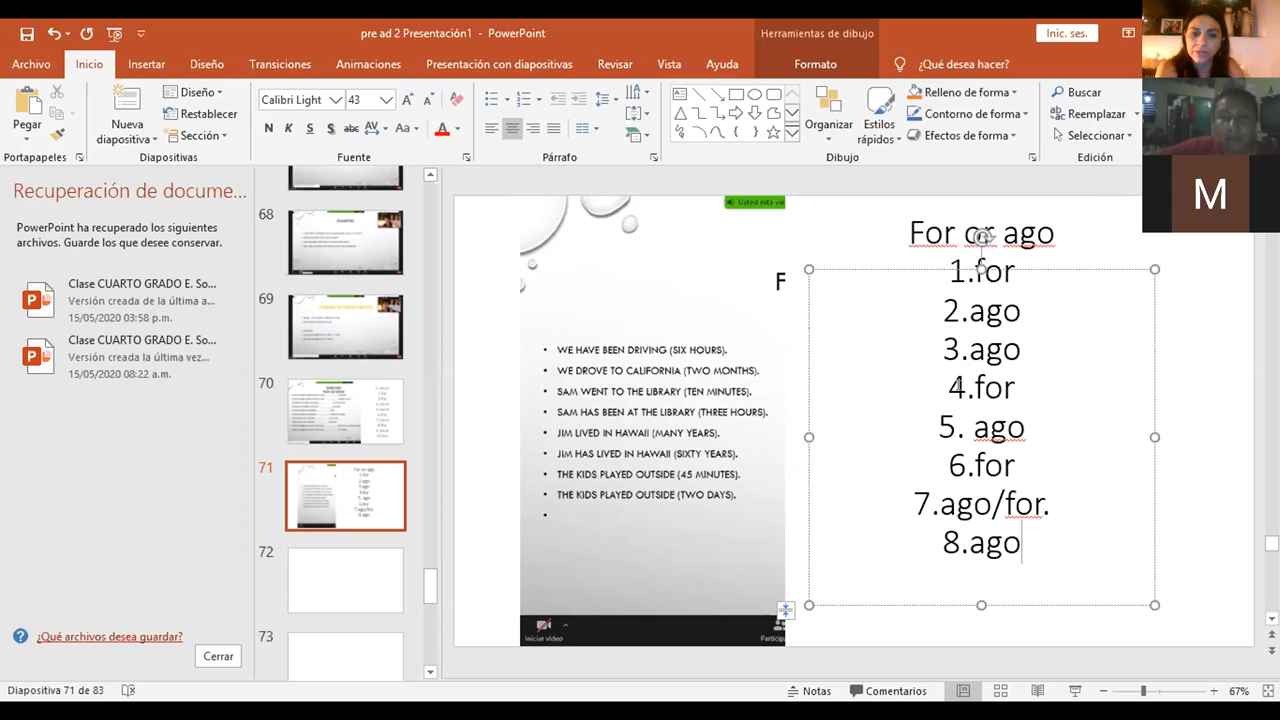 pre ad 2 Presentación1 - PowerPoint
Herramientas de dibujo
Inic. ses.
Archivo Inicio Insertar Diseño Transiciones Animaciones Presentación con diapositivas Revisar Vista Ayuda Formato ¿Qué desea hacer?
Pegar
Portapapeles
Nueva diapositiva
Diseño
Restablecer
Sección
Diapositivas
Calibri Light 43
N K S S abc AV Aa A
Fuente
Párrafo
Organizar
Estilos rápidos
Relleno de forma
Contorno de forma
Efectos de forma
Dibujo
Buscar
Reemplazar
Seleccionar
Edición
M
Recuperación de docume...
PowerPoint ha recuperado los siguientes
archivos. Guarde los que desee conservar.
Clase CUARTO GRADO E. So...
Versión creada de la última a...
15/05/2020 03:58 p.m.
Clase CUARTO GRADO E. So...
Versión creada la última vez...
15/05/2020 08:22 a.m.
¿Qué archivos desea guardar?
Cerrar
68
69
70
71
72
73
Usted está vie
F
• WE HAVE BEEN DRIVING (SIX HOURS).
• WE DROVE TO CALIFORNIA (TWO MONTHS).
• SAM WENT TO THE LIBRARY (TEN MINUTES).
• SAM HAS BEEN AT THE LIBRARY (THREE HOURS).
• JIM LIVED IN HAWAII (MANY YEARS).
• JIM HAS LIVED IN HAWAII (SIXTY YEARS).
• THE KIDS PLAYED OUTSIDE (45 MINUTES).
• THE KIDS PLAYED OUTSIDE (TWO DAYS).
•
Iniciar video
Particip
For or ago
1.for
2.ago
3.ago
4.for
5. ago
6.for
7.ago/for.
8.ago
Diapositiva 71 de 83
Notas Comentarios 67%